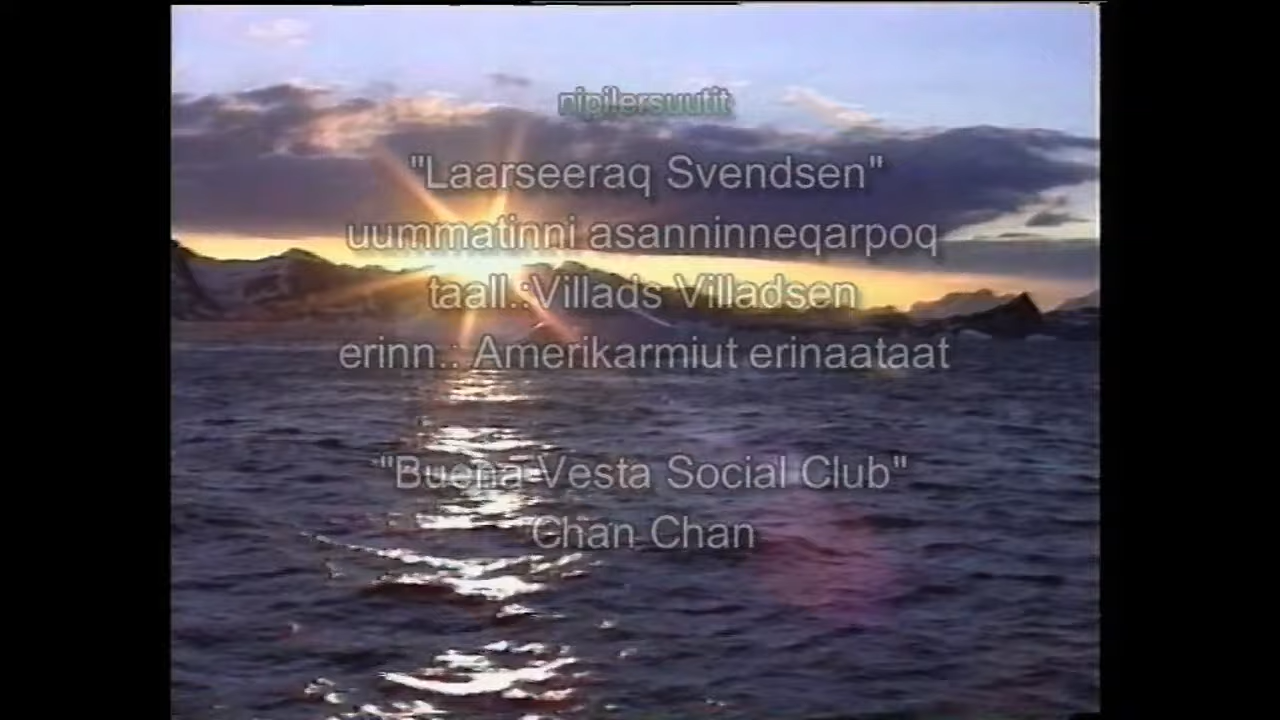 nipilersuutit
"Laarseeraq Svendsen"
uummatinni asanninneqarpoq
taall.:Villads Villadsen
erinn.: Amerikarmiut erinaataat
"Buena Vesta Social Club"
Chan Chan